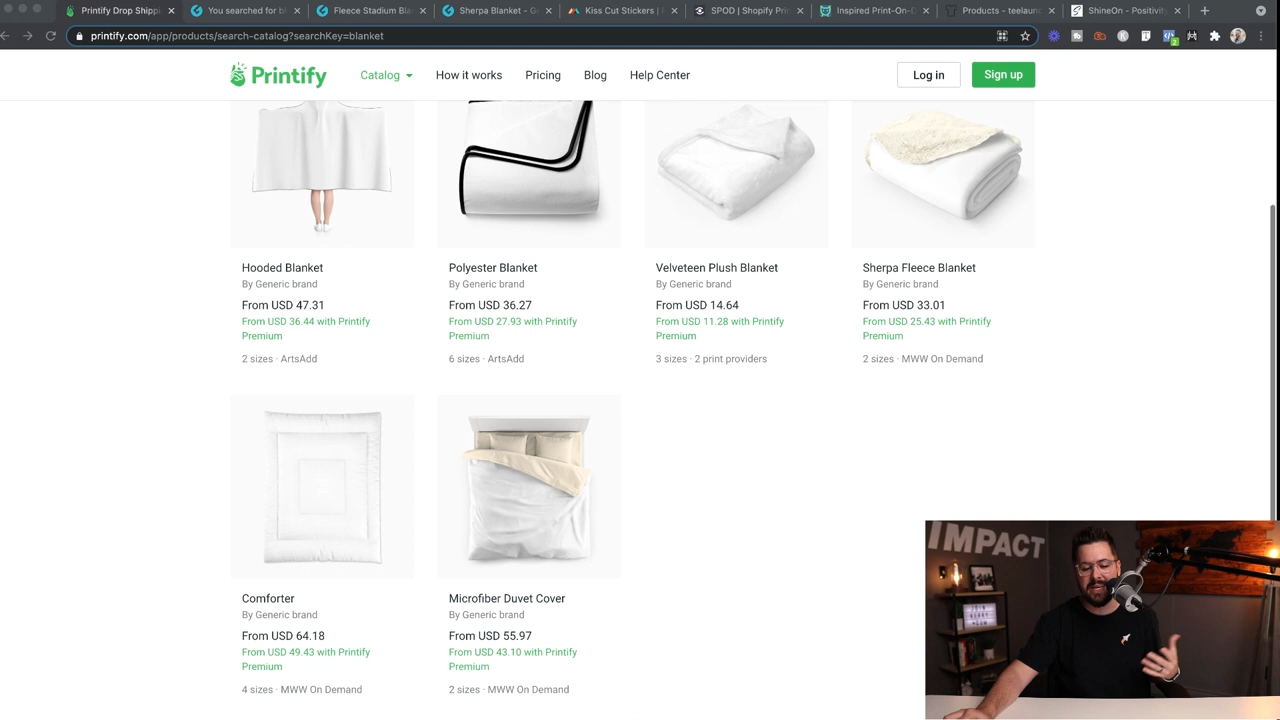 Printify Drop Shippi
You searched for bl
Fleece Stadium Bla
Sherpa Blanket - Ge
Kiss Cut Stickers |
SPOD | Shopify Prin
Inspired Print-On-D
Products - teelaunc
ShineOn - Positivit
printify.com/app/products/search-catalog?searchKey=blanket
2
Printify
Catalog
How it works
Pricing
Blog
Help Center
Log in
Sign up
Hooded Blanket
By Generic brand
From USD 47.31
From USD 36.44 with Printify
Premium
2 sizes · ArtsAdd
Polyester Blanket
By Generic brand
From USD 36.27
From USD 27.93 with Printify
Premium
6 sizes · ArtsAdd
Velveteen Plush Blanket
By Generic brand
From USD 14.64
From USD 11.28 with Printify
Premium
3 sizes · 2 print providers
Sherpa Fleece Blanket
By Generic brand
From USD 33.01
From USD 25.43 with Printify
Premium
2 sizes · MWW On Demand
Comforter
By Generic brand
From USD 64.18
From USD 49.43 with Printify
Premium
4 sizes · MWW On Demand
Microfiber Duvet Cover
By Generic brand
From USD 55.97
From USD 43.10 with Printify
Premium
2 sizes · MWW On Demand
IMPACT